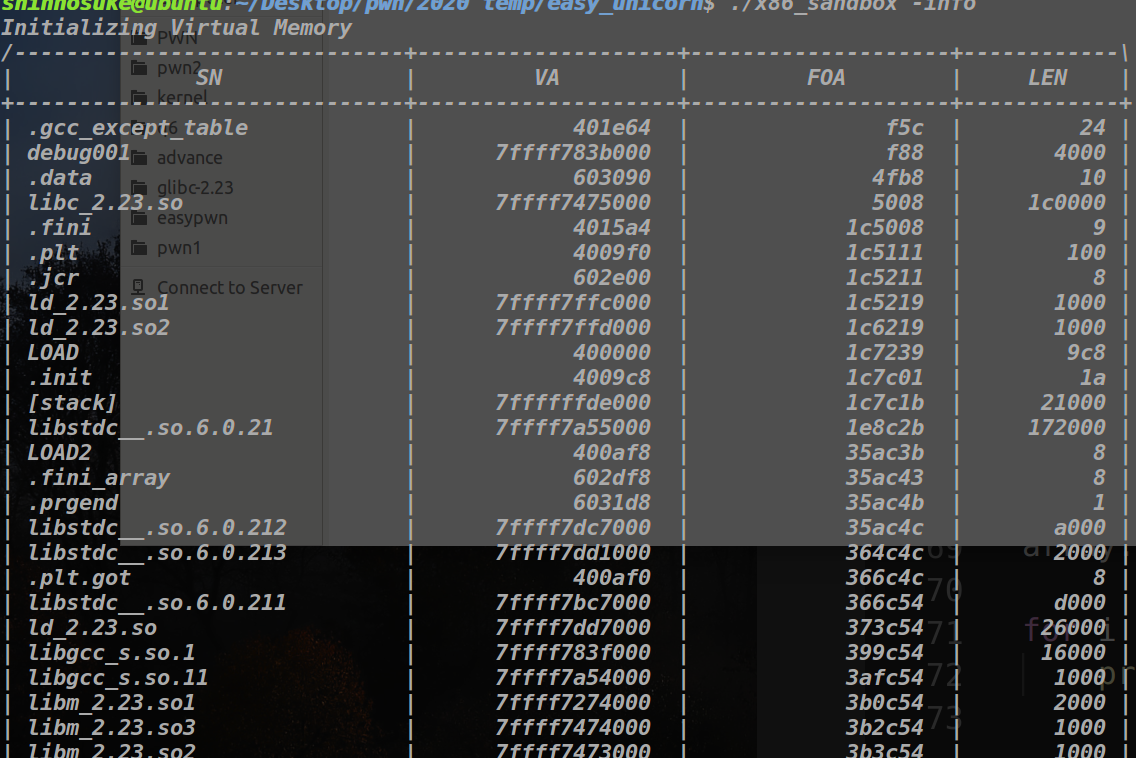 shinnosuke@ubuntu:~/Desktop/pwn/2020 temp/easy_unicorn$ ./x86_sandbox -info
Initializing Virtual Memory
/------------------------------+--------------------+--------------------+------------\
| SN | VA | FOA | LEN |
+------------------------------+--------------------+--------------------+------------+
| .gcc_except_table | 401e64 | f5c | 24 |
| debug001 | 7ffff783b000 | f88 | 4000 |
| .data | 603090 | 4fb8 | 10 |
| libc_2.23.so | 7ffff7475000 | 5008 | 1c0000 |
| .fini | 4015a4 | 1c5008 | 9 |
| .plt | 4009f0 | 1c5111 | 100 |
| .jcr | 602e00 | 1c5211 | 8 |
| ld_2.23.so1 | 7ffff7ffc000 | 1c5219 | 1000 |
| ld_2.23.so2 | 7ffff7ffd000 | 1c6219 | 1000 |
| LOAD | 400000 | 1c7239 | 9c8 |
| .init | 4009c8 | 1c7c01 | 1a |
| [stack] | 7ffffffde000 | 1c7c1b | 21000 |
| libstdc__.so.6.0.21 | 7ffff7a55000 | 1e8c2b | 172000 |
| LOAD2 | 400af8 | 35ac3b | 8 |
| .fini_array | 602df8 | 35ac43 | 8 |
| .prgend | 6031d8 | 35ac4b | 1 |
| libstdc__.so.6.0.212 | 7ffff7dc7000 | 35ac4c | a000 |
| libstdc__.so.6.0.213 | 7ffff7dd1000 | 364c4c | 2000 |
| .plt.got | 400af0 | 366c4c | 8 |
| libstdc__.so.6.0.211 | 7ffff7bc7000 | 366c54 | d000 |
| ld_2.23.so | 7ffff7dd7000 | 373c54 | 26000 |
| libgcc_s.so.1 | 7ffff783f000 | 399c54 | 16000 |
| libgcc_s.so.11 | 7ffff7a54000 | 3afc54 | 1000 |
| libm_2.23.so1 | 7ffff7274000 | 3b0c54 | 2000 |
| libm_2.23.so3 | 7ffff7474000 | 3b2c54 | 1000 |
| libm_2.23.so2 | 7ffff7473000 | 3b3c54 | 1000 |
PWN
pwn2
kernel
advance
glibc-2.23
easypwn
pwn1
Connect to Server
69
70
71 for i
72
73